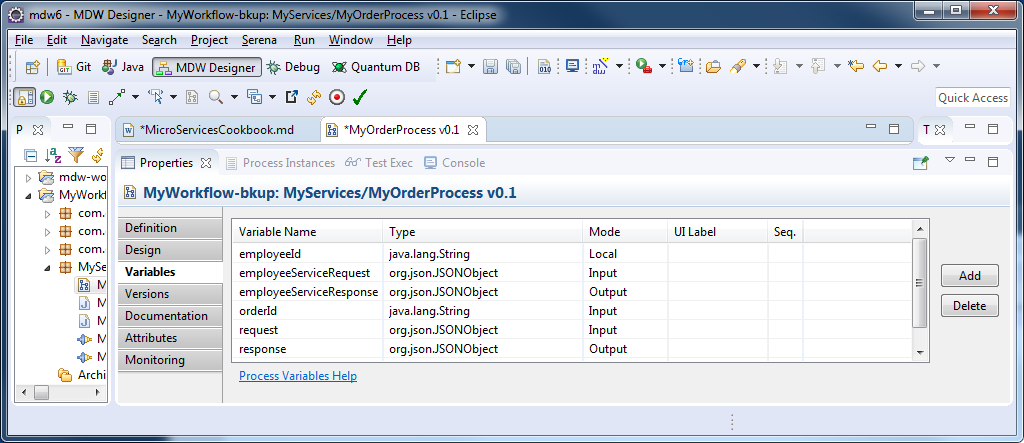 mdw6 - MDW Designer - MyWorkflow-bkup: MyServices/MyOrderProcess v0.1 - Eclipse
File Edit Navigate Search Project Serena Run Window Help
Git Java MDW Designer Debug Quantum DB
Quick Access
P *MicroServicesCookbook.md *MyOrderProcess v0.1 T
Properties Process Instances Test Exec Console
mdw-wo
MyWorkf
com.
com.
com.
MySe
M
M
M
M
M
Archi
MyWorkflow-bkup: MyServices/MyOrderProcess v0.1
Definition
Design
Variables
Versions
Documentation
Attributes
Monitoring
Variable Name Type Mode UI Label Seq.
employeeId java.lang.String Local
employeeServiceRequest org.json.JSONObject Input
employeeServiceResponse org.json.JSONObject Output
orderId java.lang.String Input
request org.json.JSONObject Input
response org.json.JSONObject Output
Add
Delete
Process Variables Help